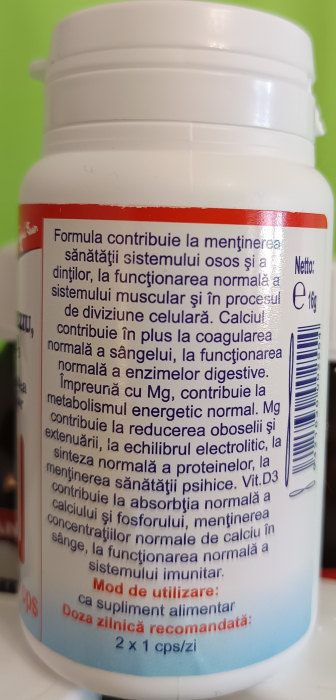 Formula contribuie la menţinerea
sănătăţii sistemului osos şi a
dinţilor, la funcţionarea normală a
sistemului muscular şi în procesul
de diviziune celulară. Calciul
contribuie în plus la coagularea
normală a sângelui, la funcţionarea
normală a enzimelor digestive.
Împreună cu Mg, contribuie la
metabolismul energetic normal. Mg
contribuie la reducerea oboselii şi
extenuării, la echilibrul electrolitic, la
sinteza normală a proteinelor, la
menţinerea sănătăţii psihice. Vit.D3
contribuie la absorbţia normală a
calciului şi fosforului, menţinerea
concentraţiilor normale de calciu în
sânge, la funcţionarea normală a
sistemului imunitar.
Mod de utilizare:
ca supliment alimentar
Doza zilnică recomandată:
2 x 1 cps/zi
Netto:
e 16g